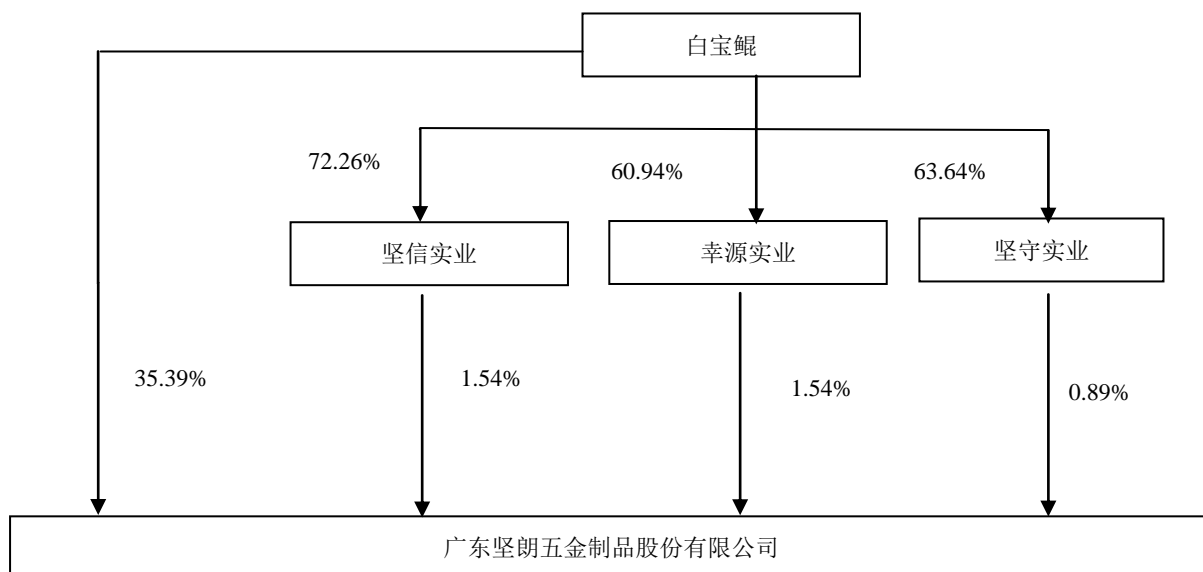 白宝鲲
72.26%
60.94%
63.64%
坚信实业
幸源实业
坚守实业
35.39%
1.54%
1.54%
0.89%
广东坚朗五金制品股份有限公司